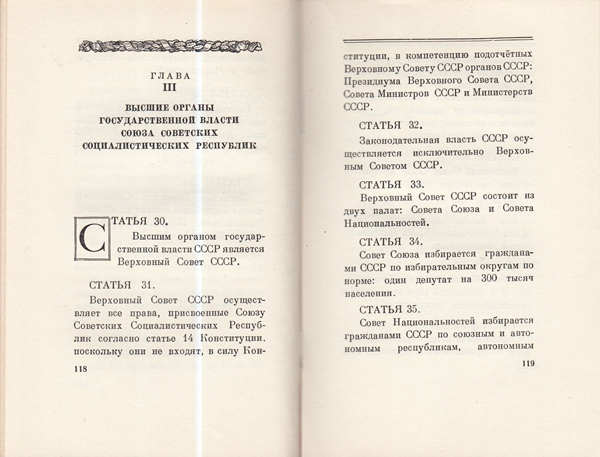 ГЛАВА
III
ВЫСШИЕ ОРГАНЫ
ГОСУДАРСТВЕННОЙ ВЛАСТИ
СОЮЗА СОВЕТСКИХ
СОЦИАЛИСТИЧЕСКИХ РЕСПУБЛИК
СТАТЬЯ 30.
Высшим органом государ-
ственной власти СССР является
Верховный Совет СССР.
СТАТЬЯ 31.
Верховный Совет СССР осущест-
вляет все права, присвоенные Союзу
Советских Социалистических Респуб-
лик согласно статье 14 Конституции,
поскольку они не входят, в силу Кон-
118
ституции, в компетенцию подотчётных
Верховному Совету СССР органов СССР:
Президиума Верховного Совета СССР,
Совета Министров СССР и Министерств
СССР.
СТАТЬЯ 32.
Законодательная власть СССР осу-
ществляется исключительно Верхов-
ным Советом СССР.
СТАТЬЯ 33.
Верховный Совет СССР состоит из
двух палат: Совета Союза и Совета
Национальностей.
СТАТЬЯ 34.
Совет Союза избирается граждана-
ми СССР по избирательным округам по
норме: один депутат на 300 тысяч
населения.
СТАТЬЯ 35.
Совет Национальностей избирается
гражданами СССР по союзным и авто-
номным республикам, автономным
119